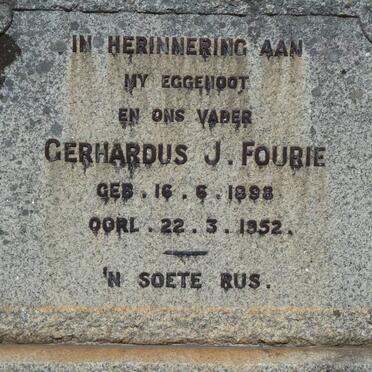 IN HERINNERING AAN
MY EGGENOOT
EN ONS VADER
GERHARDUS J. FOURIE
GEB. 16. 6. 1898
OORL. 22. 3. 1952.
'N SOETE RUS.